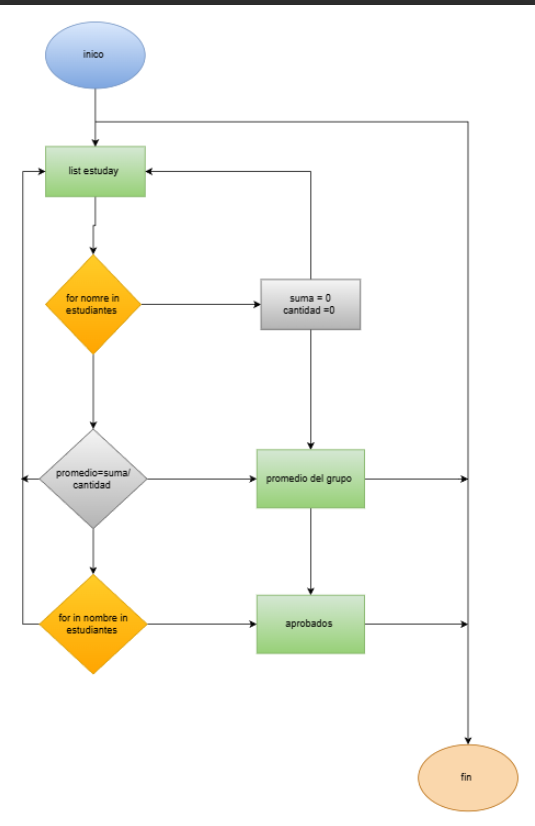 inico
list estuday
for nomre in
estudiantes
suma = 0
cantidad =0
promedio=suma/
cantidad
promedio del grupo
for in nombre in
estudiantes
aprobados
fin